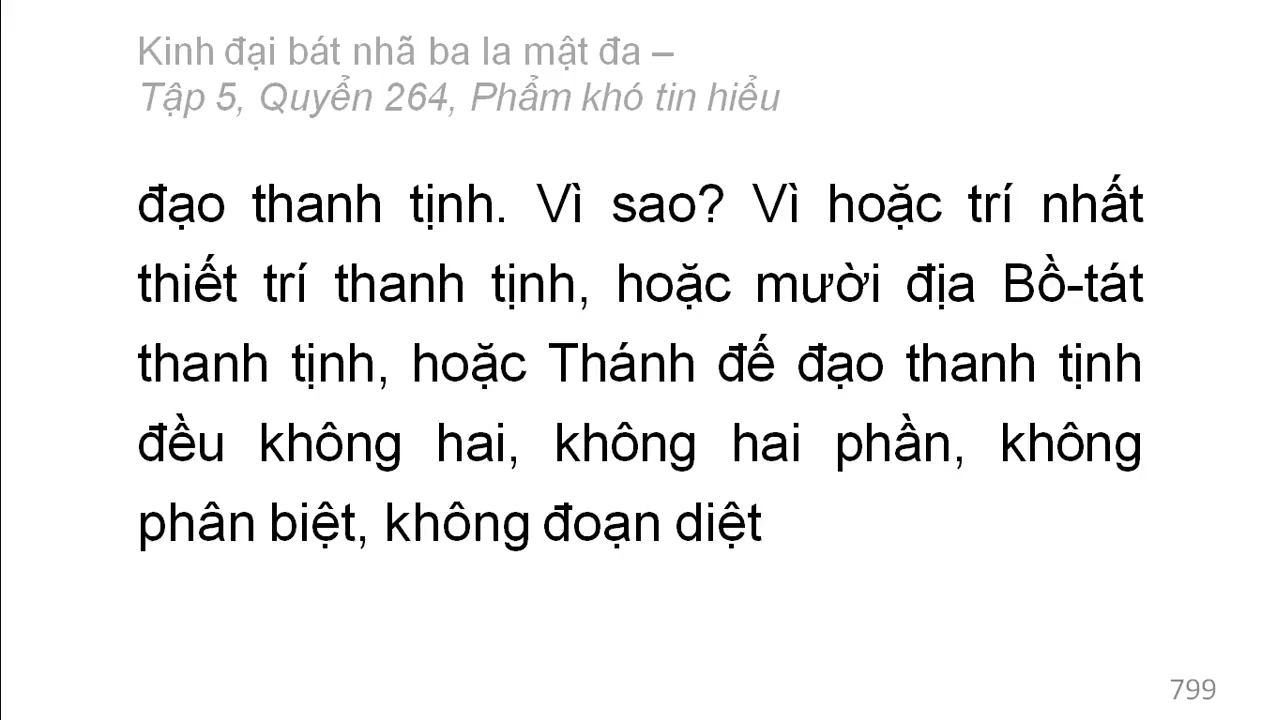 Kinh đại bát nhã ba la mật đa –
Tập 5, Quyển 264, Phẩm khó tin hiểu
đạo thanh tịnh. Vì sao? Vì hoặc trí nhất
thiết trí thanh tịnh, hoặc mười địa Bồ-tát
thanh tịnh, hoặc Thánh đế đạo thanh tịnh
đều không hai, không hai phần, không
phân biệt, không đoạn diệt
799